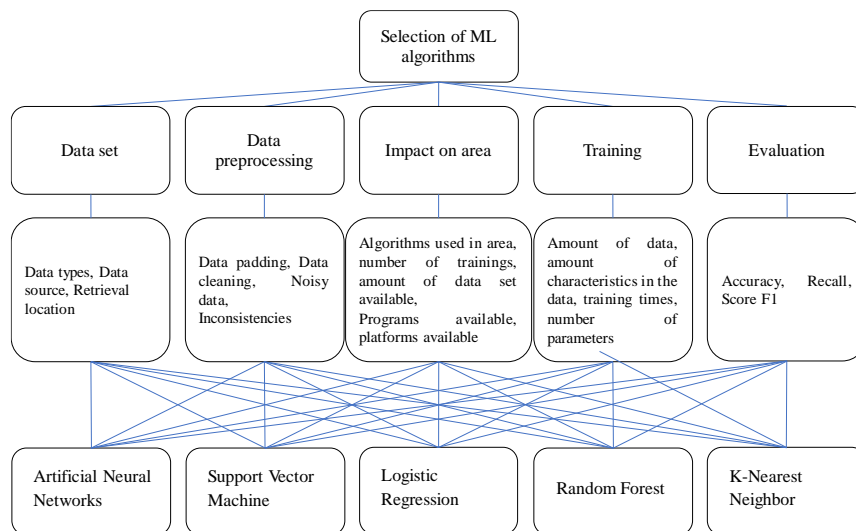 Selection of ML
algorithms
Data set
Data
preprocessing
Impact on area
Training
Evaluation
Data types, Data
source, Retrieval
location
Data padding, Data
cleaning, Noisy
data,
Inconsistencies
Algorithms used in area,
number of trainings,
amount of data set
available,
Programs available,
platforms available
Amount of data,
amount of
characteristics in the
data, training times,
number of
parameters
Accuracy, Recall,
Score F1
Artificial Neural
Networks
Support Vector
Machine
Logistic
Regression
Random Forest
K-Nearest
Neighbor